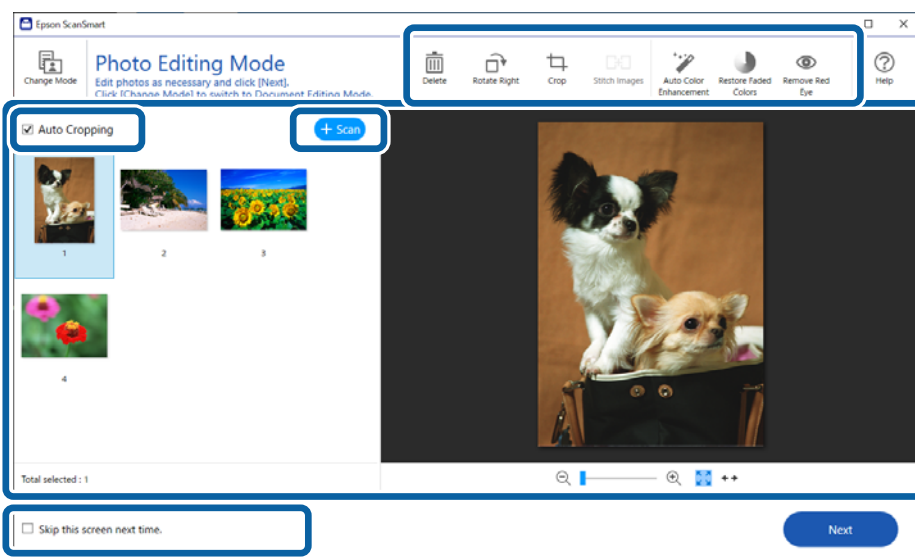 Epson ScanSmart
Change Mode
Photo Editing Mode
Edit photos as necessary and click [Next].
Click [Change Mode] to switch to Document Editing Mode.
Delete
Rotate Right
Crop
Stitch Images
Auto Color
Enhancement
Restore Faded
Colors
Remove Red
Eye
Help
Auto Cropping
+ Scan
1
2
3
4
Total selected : 1
Skip this screen next time.
Next